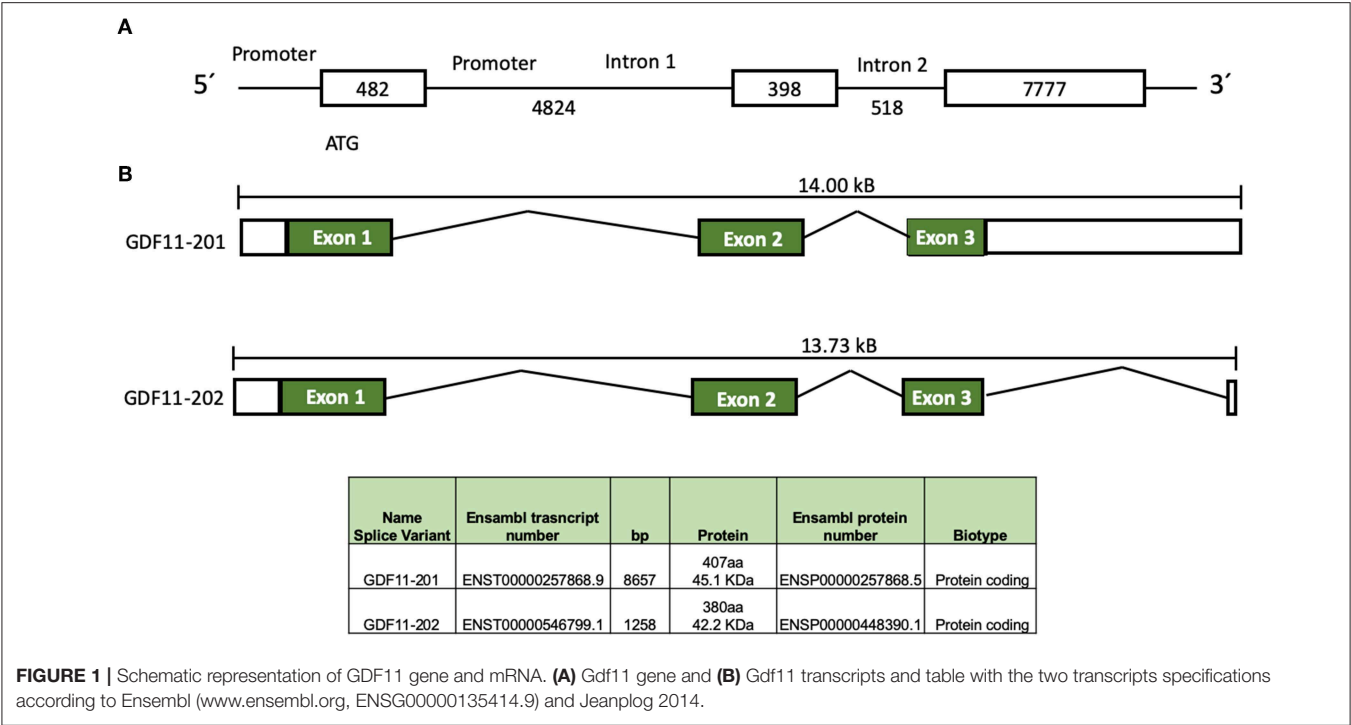 A
Promoter
Promoter
Intron 1
Intron 2
5´
482
398
7777
3´
4824
518
ATG
B
14.00 kB
GDF11-201
Exon 1
Exon 2
Exon 3
13.73 kB
GDF11-202
Exon 1
Exon 2
Exon 3
Name
Splice Variant
Ensambl trasncript
number
bp
Protein
Ensambl protein
number
Biotype
GDF11-201
ENST00000257868.9
8657
407aa
45.1 KDa
ENSP00000257868.5
Protein coding
GDF11-202
ENST00000546799.1
1258
380aa
42.2 KDa
ENSP00000448390.1
Protein coding
FIGURE 1 | Schematic representation of GDF11 gene and mRNA. (A) Gdf11 gene and (B) Gdf11 transcripts and table with the two transcripts specifications
according to Ensembl (www.ensembl.org, ENSG00000135414.9) and Jeanplog 2014.